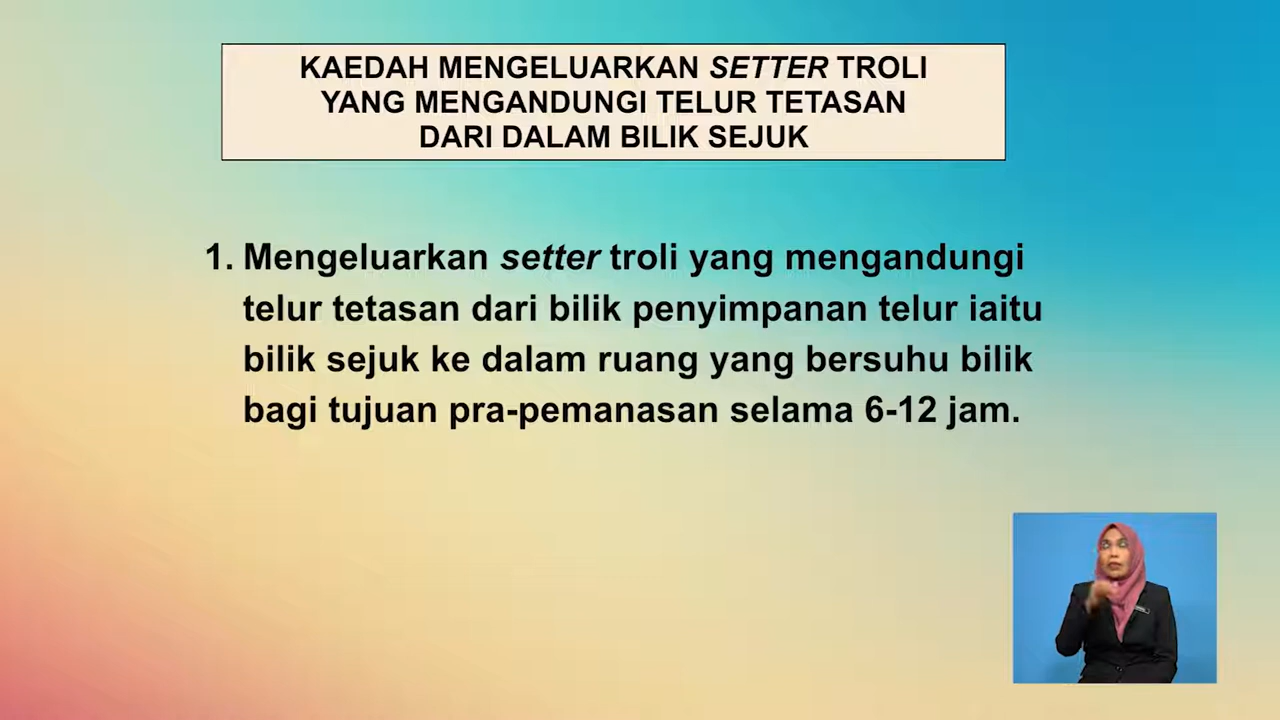 KAEDAH MENGELUARKAN SETTER TROLI
YANG MENGANDUNGI TELUR TETASAN
DARI DALAM BILIK SEJUK
1. Mengeluarkan setter troli yang mengandungi
telur tetasan dari bilik penyimpanan telur iaitu
bilik sejuk ke dalam ruang yang bersuhu bilik
bagi tujuan pra-pemanasan selama 6-12 jam.